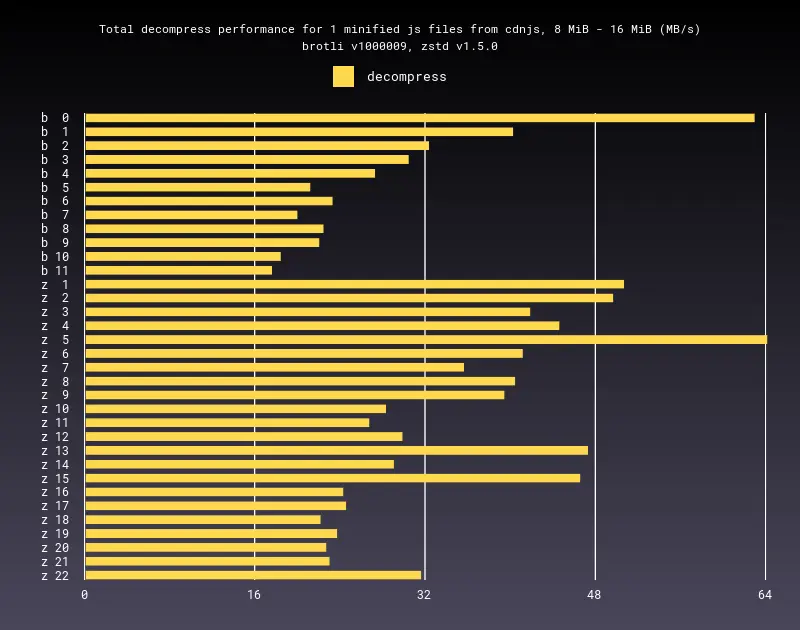 Total decompress performance for 1 minified js files from cdnjs, 8 MiB - 16 MiB (MB/s)
brotli v1000009, zstd v1.5.0
decompress
b 0
b 1
b 2
b 3
b 4
b 5
b 6
b 7
b 8
b 9
b 10
b 11
z 1
z 2
z 3
z 4
z 5
z 6
z 7
z 8
z 9
z 10
z 11
z 12
z 13
z 14
z 15
z 16
z 17
z 18
z 19
z 20
z 21
z 22
0 16 32 48 64